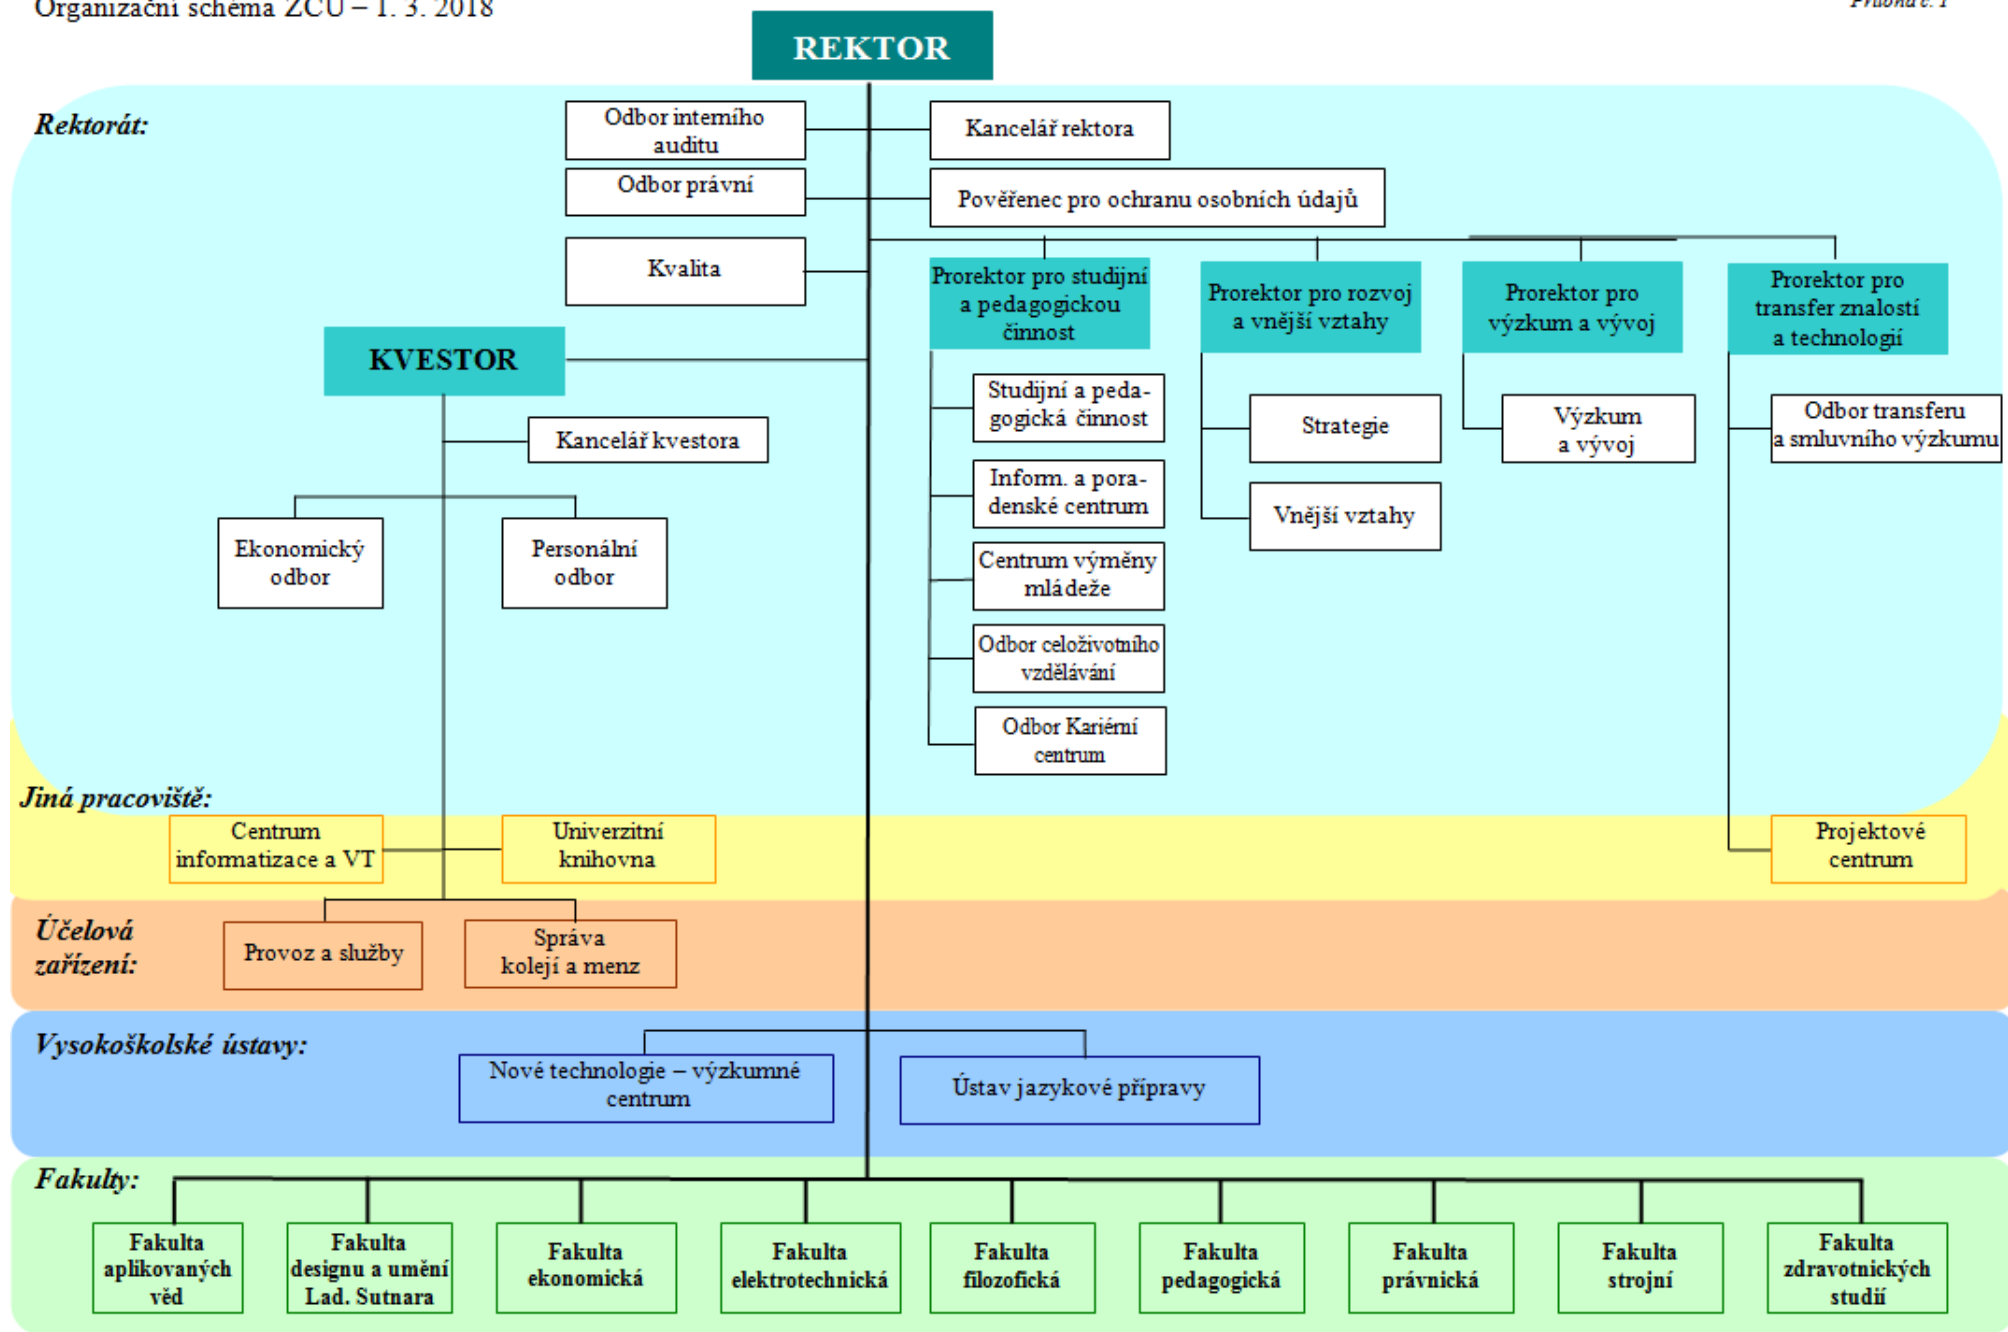 Organizační schéma ZČU – 1. 3. 2018
Příloha č. 1
REKTOR
Rektorát:
Odbor interního
auditu
Kancelář rektora
Odbor právní
Pověřenec pro ochranu osobních údajů
Kvalita
Prorektor pro studijní
a pedagogickou
činnost
Prorektor pro rozvoj
a vnější vztahy
Prorektor pro
výzkum a vývoj
Prorektor pro
transfer znalostí
a technologií
KVESTOR
Kancelář kvestora
Studijní a peda-
gogická činnost
Strategie
Výzkum
a vývoj
Odbor transferu
a smluvního výzkumu
Inform. a pora-
denské centrum
Vnější vztahy
Ekonomický
odbor
Personální
odbor
Centrum výměny
mládeže
Odbor celoživotního
vzdělávání
Odbor Kariérní
centrum
Jiná pracoviště:
Centrum
informatizace a VT
Univerzitní
knihovna
Projektové
centrum
Účelová
zařízení:
Provoz a služby
Správa
kolejí a menz
Vysokoškolské ústavy:
Nové technologie – výzkumné
centrum
Ústav jazykové přípravy
Fakulty:
Fakulta
aplikovaných
věd
Fakulta
designu a umění
Lad. Sutnara
Fakulta
ekonomická
Fakulta
elektrotechnická
Fakulta
filozofická
Fakulta
pedagogická
Fakulta
právnická
Fakulta
strojní
Fakulta
zdravotnických
studií